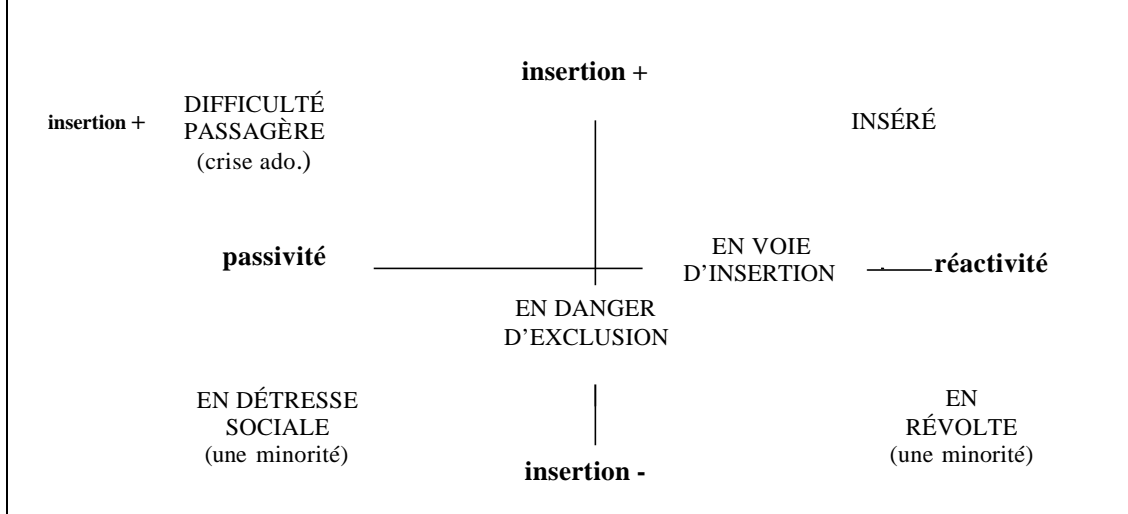 insertion +
insertion +
DIFFICULTÉ
PASSAGÈRE
(crise ado.)
INSÉRÉ
passivité
EN VOIE
D'INSERTION
réactivité
EN DANGER
D'EXCLUSION
EN DÉTRESSE
SOCIALE
(une minorité)
EN
RÉVOLTE
(une minorité)
insertion -